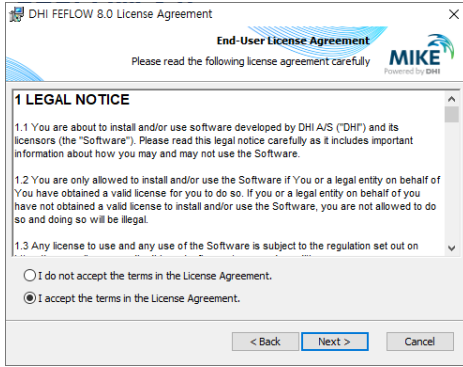 DHI FEFLOW 8.0 License Agreement
End-User License Agreement
Please read the following license agreement carefully
MIKE
Powered by DHI
1 LEGAL NOTICE
1.1 You are about to install and/or use software developed by DHI A/S ("DHI") and its
licensors (the "Software"). Please read this legal notice carefully as it includes important
information about how you may and may not use the Software.
1.2 You are only allowed to install and/or use the Software if You or a legal entity on behalf of
You have obtained a valid license for you to do so. If you or a legal entity on behalf of you
have not obtained a valid license to install and/or use the Software, you are not allowed to do
so and doing so will be illegal.
1.3 Any license to use and any use of the Software is subject to the regulation set out on
I do not accept the terms in the License Agreement.
I accept the terms in the License Agreement.
< Back
Next >
Cancel